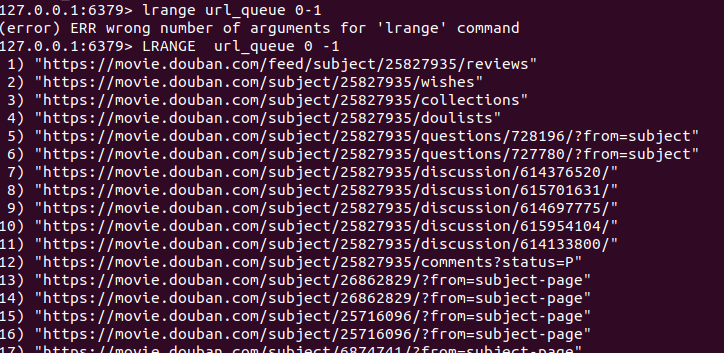 127.0.0.1:6379> lrange url_queue 0-1
(error) ERR wrong number of arguments for 'lrange' command
127.0.0.1:6379> LRANGE  url_queue 0 -1
 1) "https://movie.douban.com/feed/subject/25827935/reviews"
 2) "https://movie.douban.com/subject/25827935/wishes"
 3) "https://movie.douban.com/subject/25827935/collections"
 4) "https://movie.douban.com/subject/25827935/doulists"
 5) "https://movie.douban.com/subject/25827935/questions/728196/?from=subject"
 6) "https://movie.douban.com/subject/25827935/questions/727780/?from=subject"
 7) "https://movie.douban.com/subject/25827935/discussion/614376520/"
 8) "https://movie.douban.com/subject/25827935/discussion/615701631/"
 9) "https://movie.douban.com/subject/25827935/discussion/614697775/"
10) "https://movie.douban.com/subject/25827935/discussion/615954104/"
11) "https://movie.douban.com/subject/25827935/discussion/614133800/"
12) "https://movie.douban.com/subject/25827935/comments?status=P"
13) "https://movie.douban.com/subject/26862829/?from=subject-page"
14) "https://movie.douban.com/subject/26862829/?from=subject-page"
15) "https://movie.douban.com/subject/25716096/?from=subject-page"
16) "https://movie.douban.com/subject/25716096/?from=subject-page"
17) "https://movie.douban.com/subject/6874741/?from=subject-page"